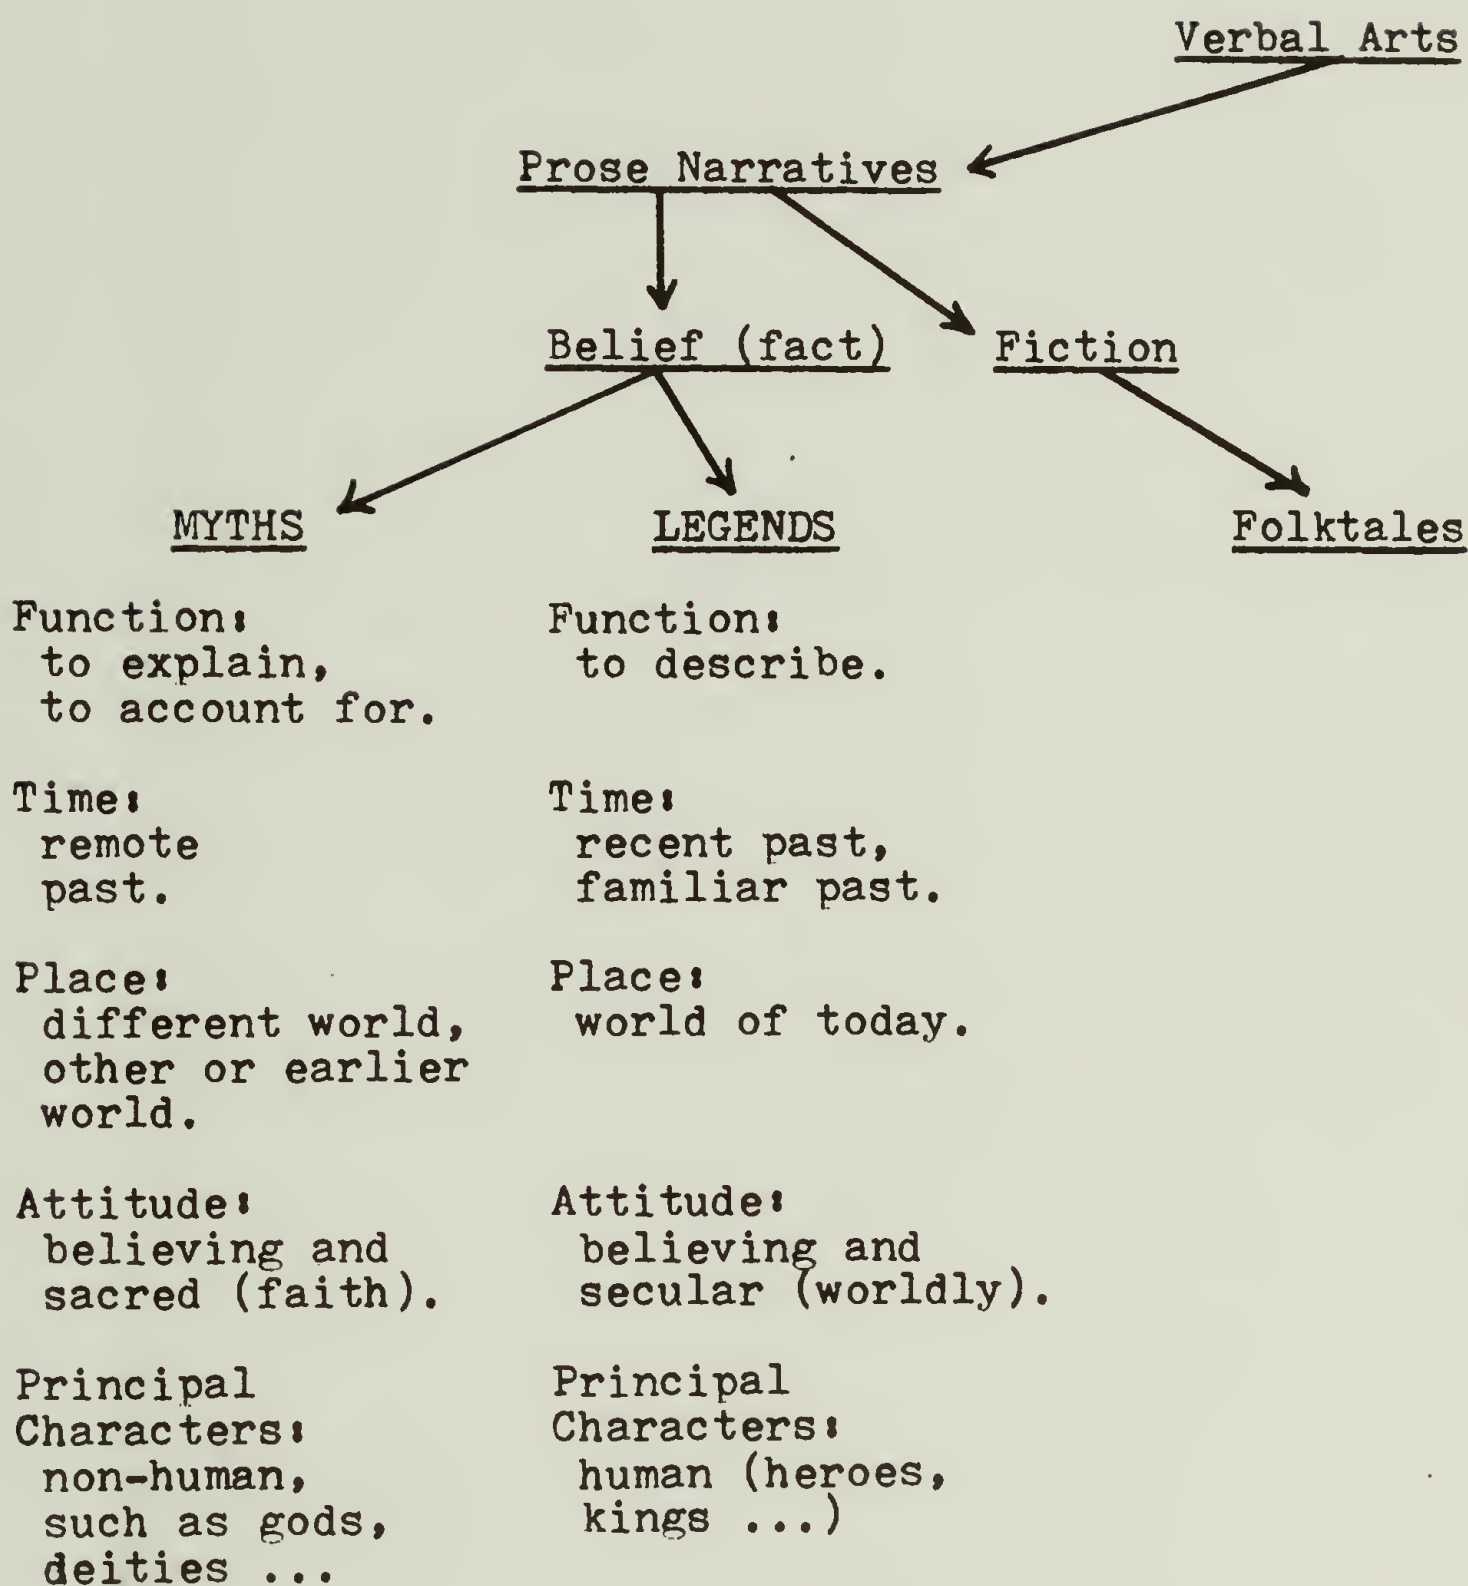 Verbal Arts
Prose Narratives
Belief (fact) Fiction
MYTHS LEGENDS Folktales
Function:
to explain,
to account for.
Time:
remote
past.
Place:
different world,
other or earlier
world.
Attitude:
believing and
sacred (faith).
Principal
Characters:
non-human,
such as gods,
deities ...
Function:
to describe.
Time:
recent past,
familiar past.
Place:
world of today.
Attitude:
believing and
secular (worldly).
Principal
Characters:
human (heroes,
kings ...)